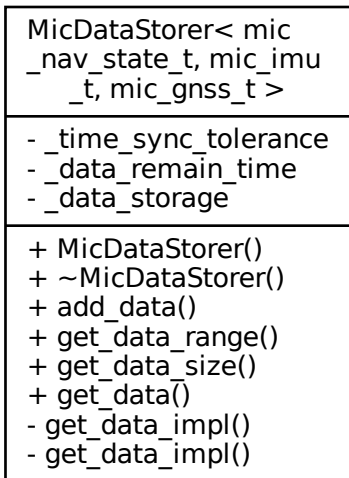 MicDataStorer< mic
_nav_state_t, mic_imu
_t, mic_gnss_t >
- _time_sync_tolerance
- _data_remain_time
- _data_storage
+ MicDataStorer()
+ ~MicDataStorer()
+ add_data()
+ get_data_range()
+ get_data_size()
+ get_data()
- get_data_impl()
- get_data_impl()